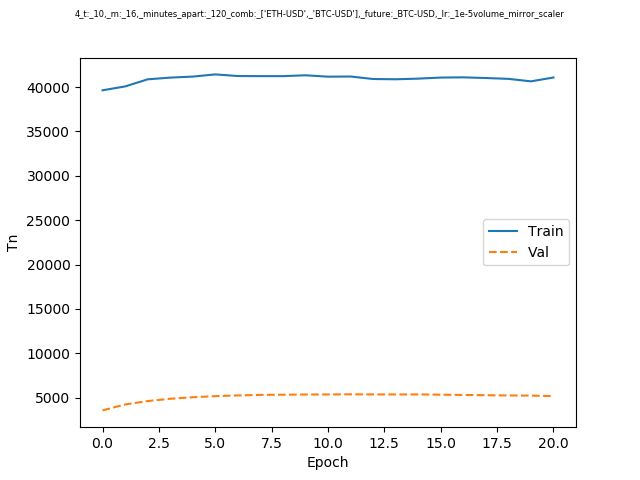 4_t:_10,_m:_16,_minutes_apart:_120_comb:_['ETH-USD',_'BTC-USD'],_future:_BTC-USD,_lr:_1e-5volume_mirror_scaler
40000
35000
30000
25000
20000
15000
10000
5000
Tn
Train
Val
0.0 2.5 5.0 7.5 10.0 12.5 15.0 17.5 20.0
Epoch